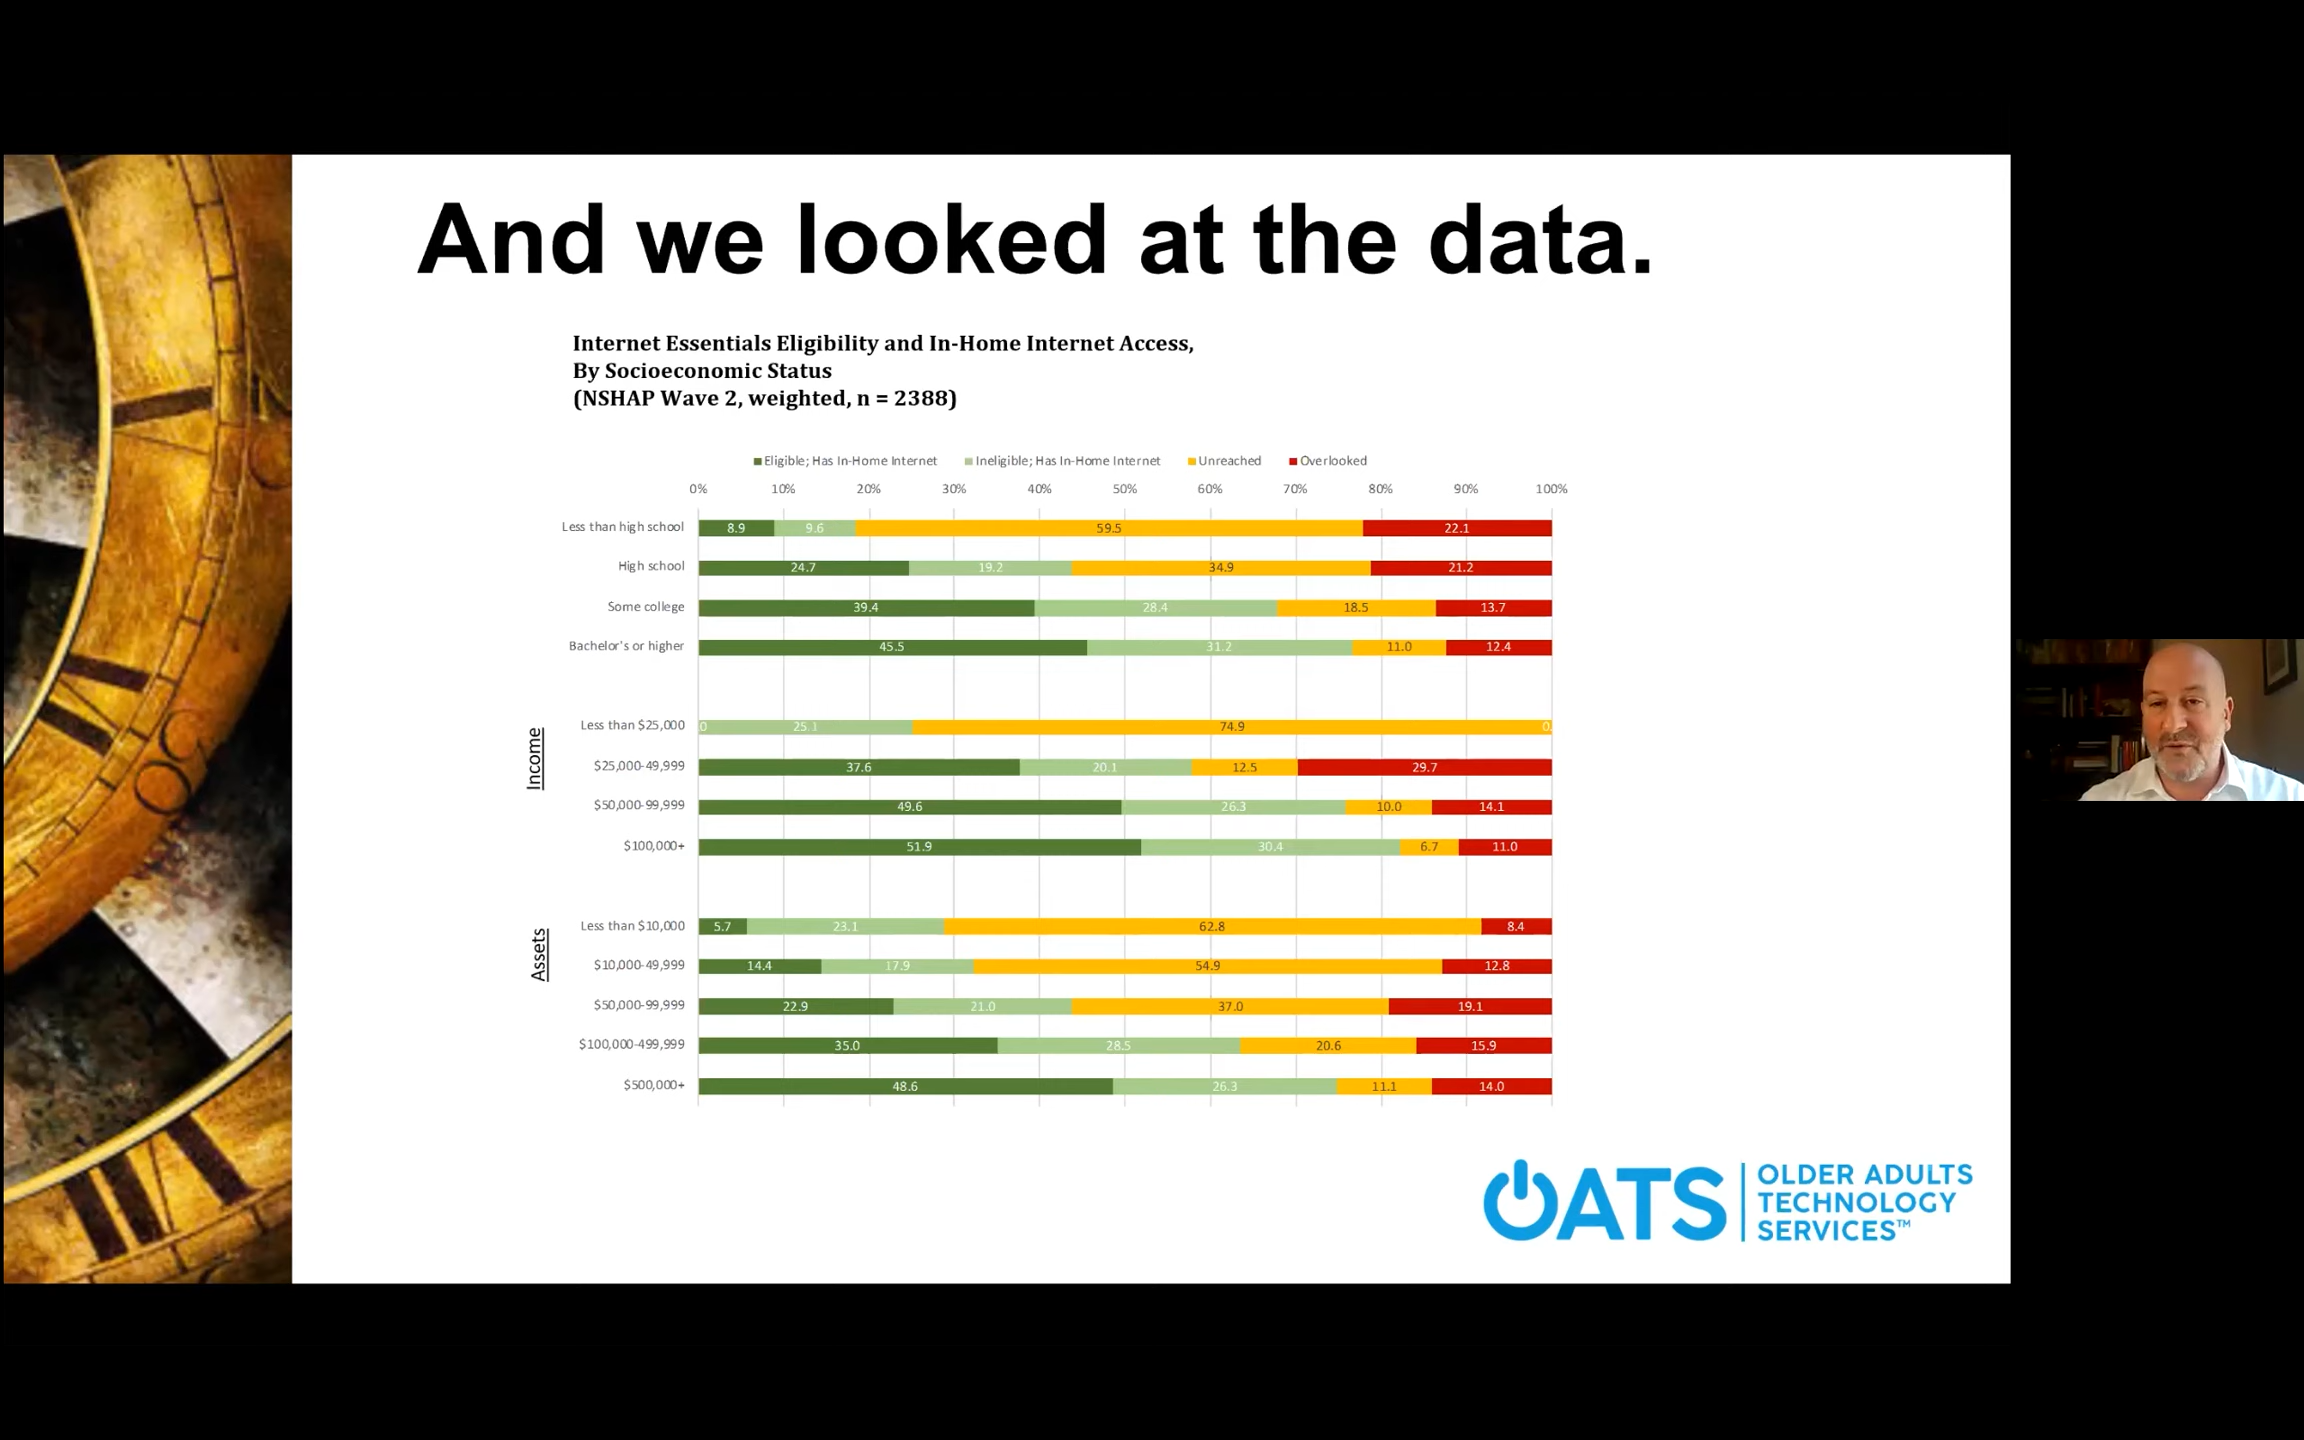 And we looked at the data.
Internet Essentials Eligibility and In-Home Internet Access,
By Socioeconomic Status
(NSHAP Wave 2, weighted, n = 2388)
Eligible; Has In-Home Internet Ineligible; Has In-Home Internet Unreached Overlooked
0% 10% 20% 30% 40% 50% 60% 70% 80% 90% 100%
Less than high school 8.9 9.6 59.5 22.1
High school 24.7 19.2 34.9 21.2
Some college 39.4 28.4 18.5 13.7
Bachelor's or higher 45.5 31.2 11.0 12.4
Income
Less than $25,000 25.1 74.9
$25,000-49,999 37.6 20.1 12.5 29.7
$50,000-99,999 49.6 26.3 10.0 14.1
$100,000+ 51.9 30.4 6.7 11.0
Assets
Less than $10,000 5.7 23.1 62.8 8.4
$10,000-49,999 14.4 17.9 54.9 12.8
$50,000-99,999 22.9 21.0 37.0 19.1
$100,000-499,999 35.0 28.5 20.6 15.9
$500,000+ 48.6 26.3 11.1 14.0
OATS
OLDER ADULTS
TECHNOLOGY
SERVICES™